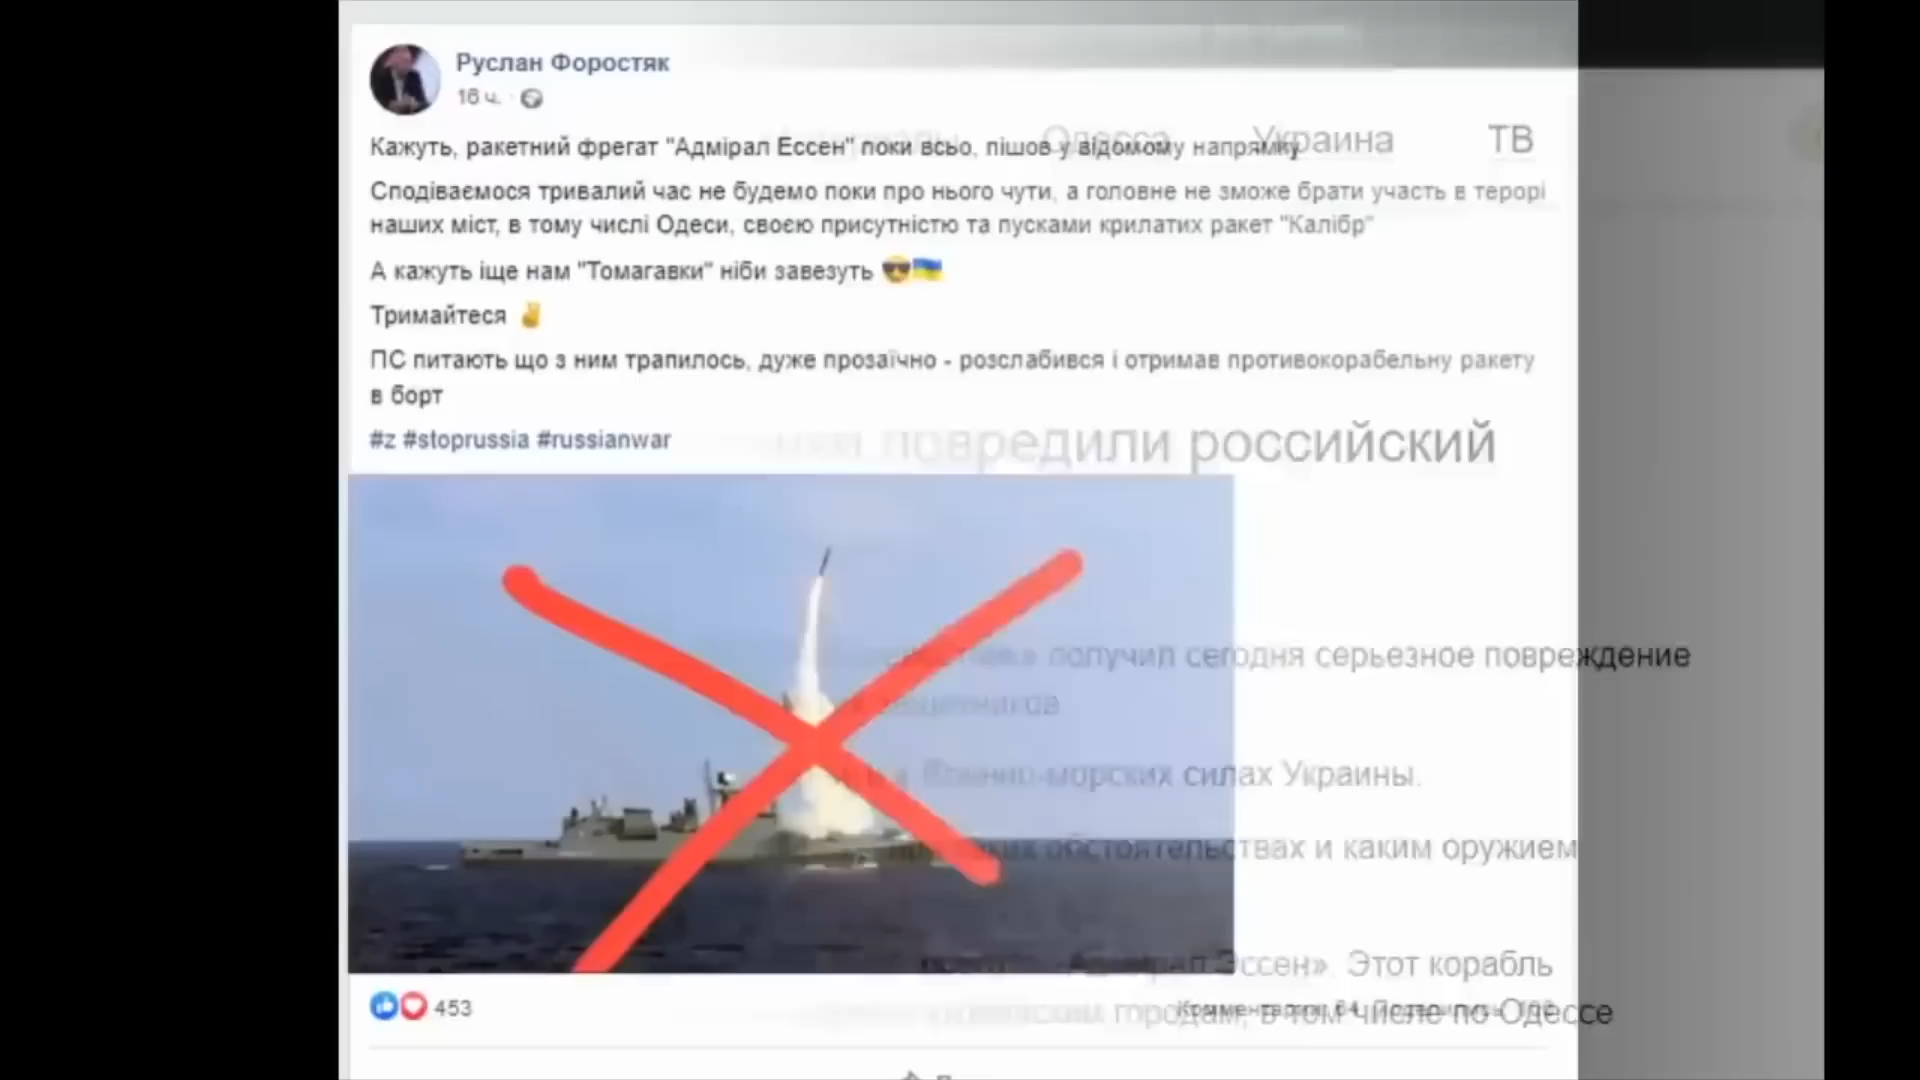 Руслан Форостяк
16 ч.
Кажуть, ракетний фрегат "Адмірал Ессен" поки всьо, пішов у відомому напрямку
Одесса Украина ТВ
Сподіваємося тривалий час не будемо поки про нього чути, а головне не зможе брати участь в терорі
наших міст, в тому числі Одеси, своєю присутністю та пусками крилатих ракет "Калібр"
А кажуть іще нам "Томагавки" ніби завезуть
Тримайтеся
ПС питають що з ним трапилось, дуже прозаїчно - розслабився і отримав противокорабельну ракету
в борт
#z #stoprussia #russianwar
повредили российский
получил сегодня серьезное повреждение
в Военно-морских силах Украины.
обстоятельствах и каким оружием
Эссен». Этот корабль
453
городам, в том числе по Одессе